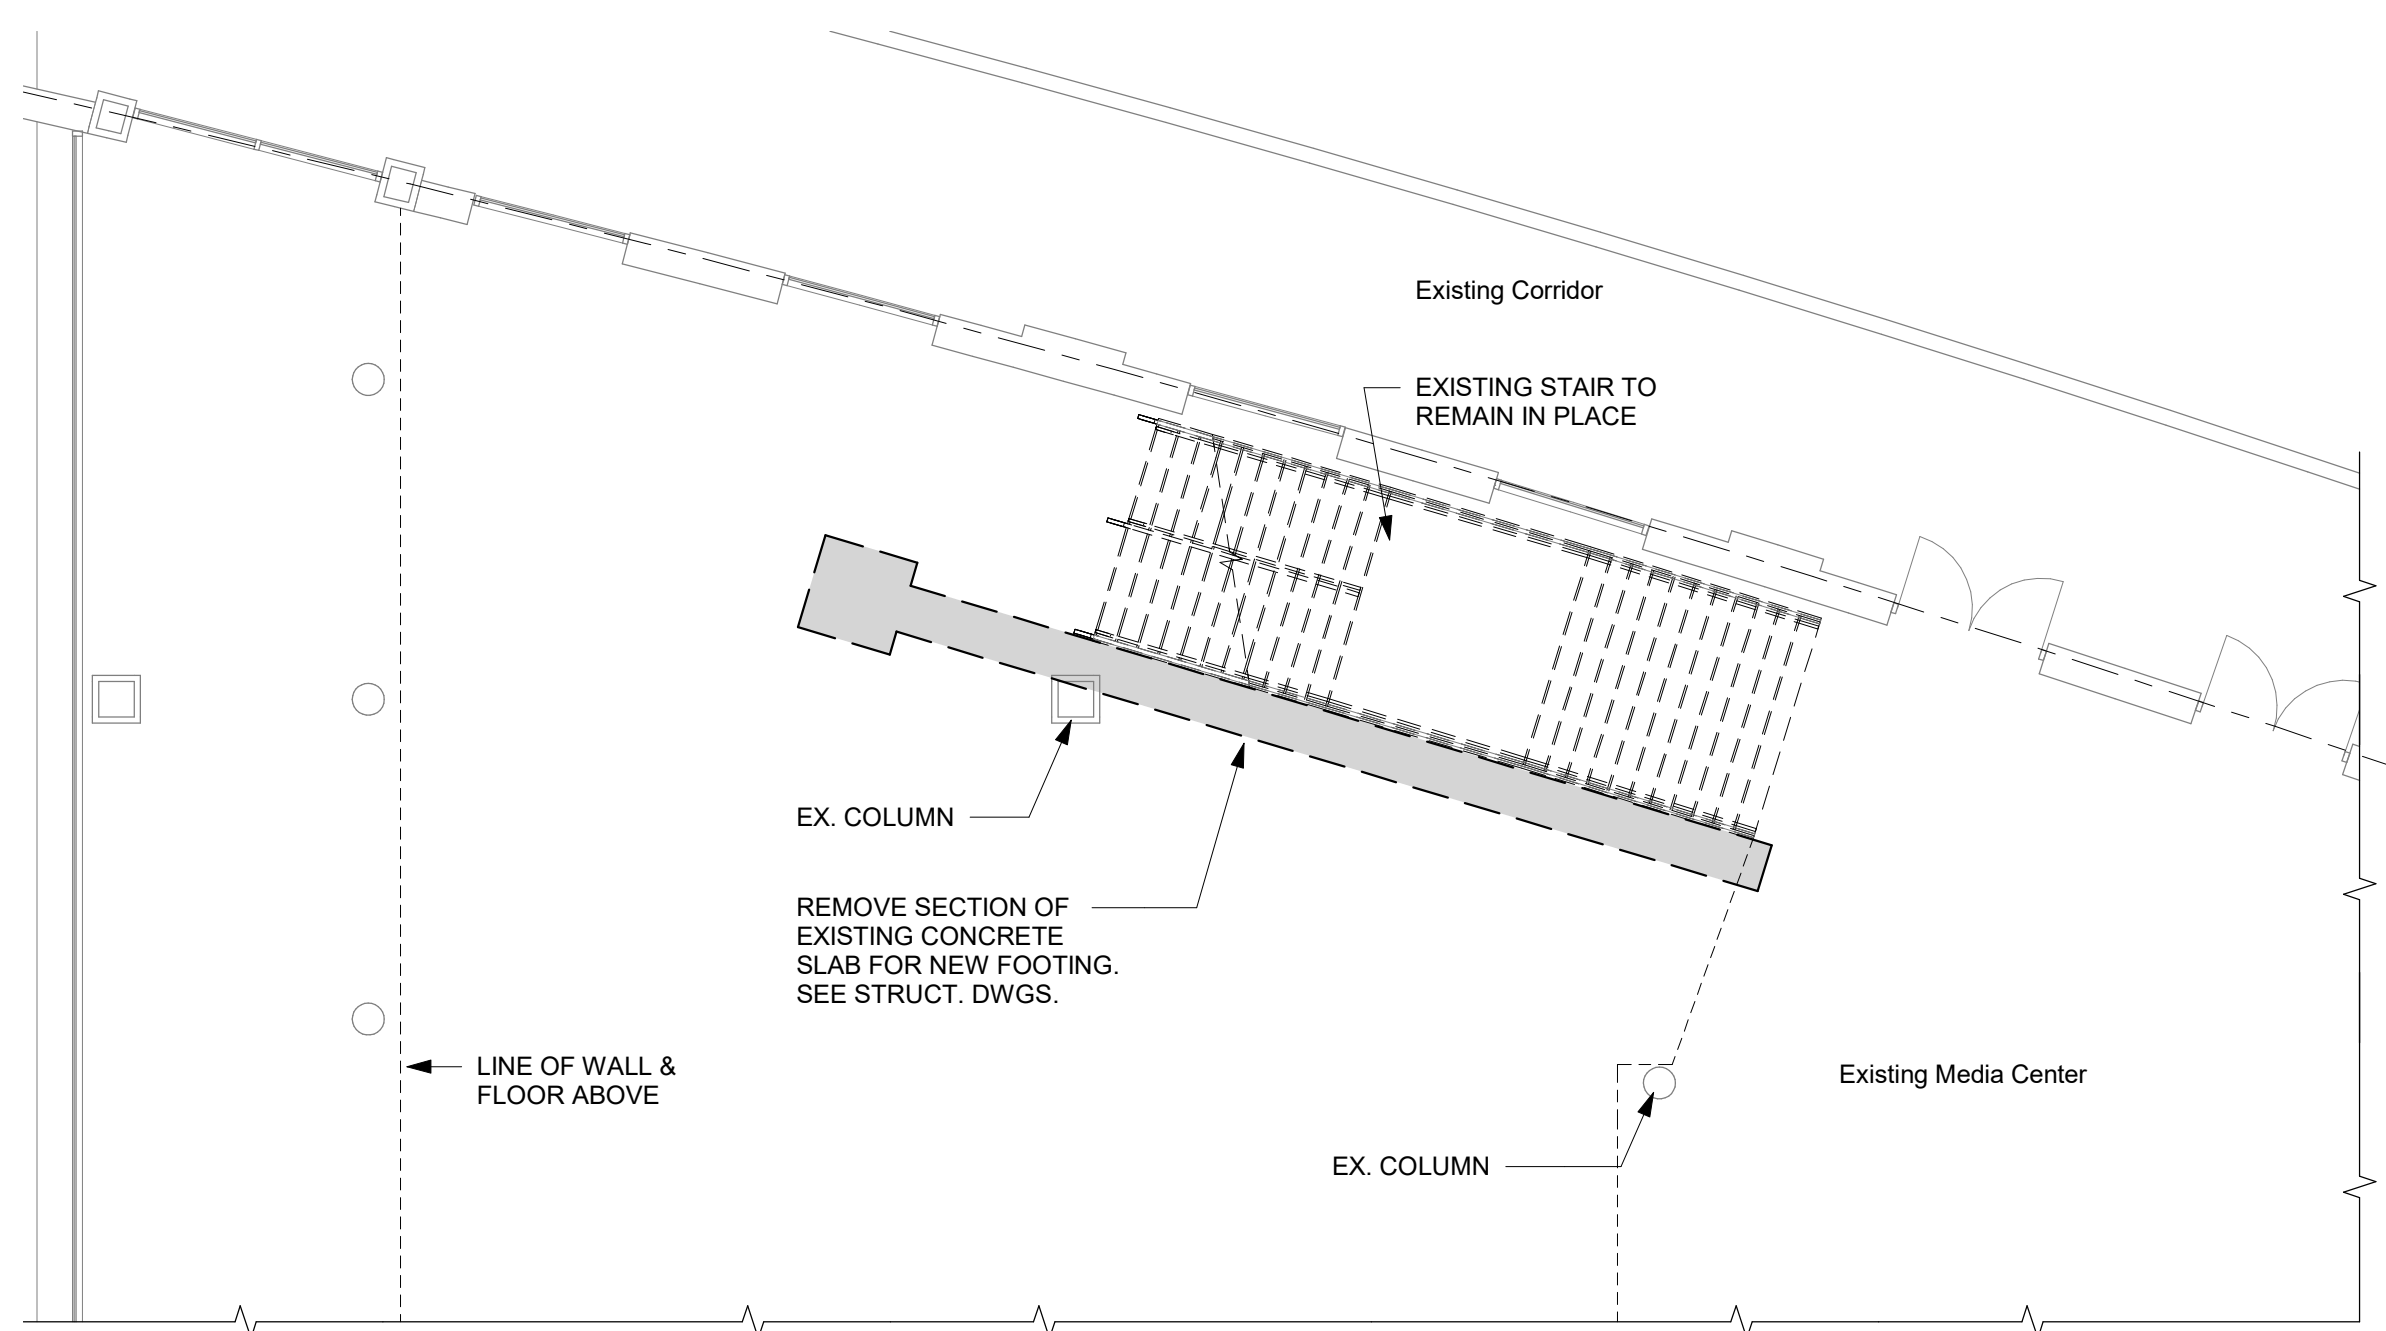 Existing Corridor
EXISTING STAIR TO
REMAIN IN PLACE
EX. COLUMN
REMOVE SECTION OF
EXISTING CONCRETE
SLAB FOR NEW FOOTING.
SEE STRUCT. DWGS.
LINE OF WALL &
FLOOR ABOVE
Existing Media Center
EX. COLUMN